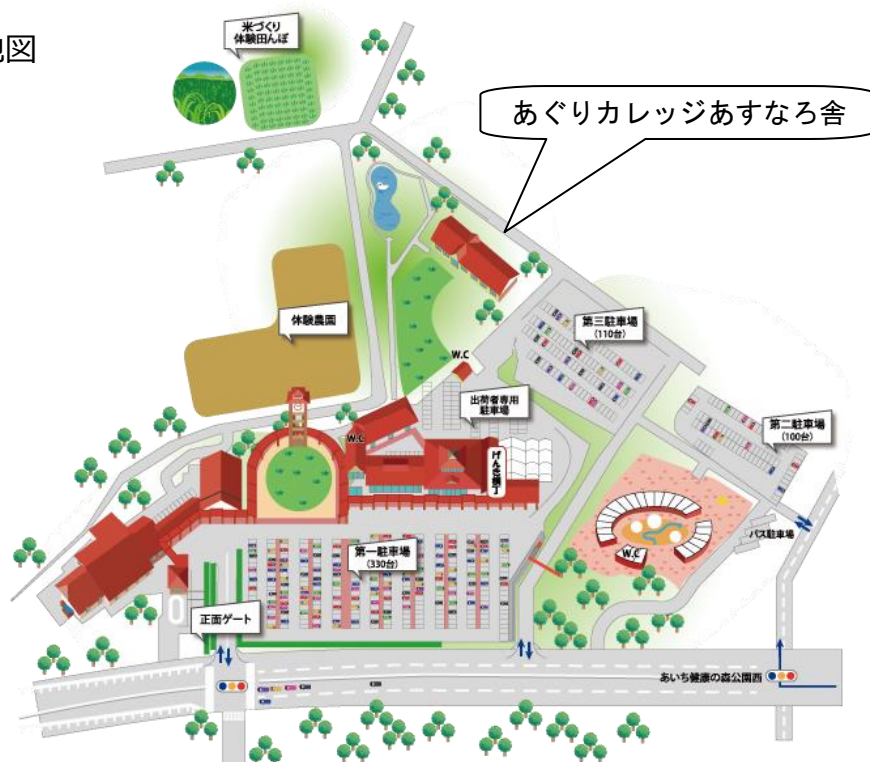 地図
米づくり
体験田んぼ
あぐりカレッジあすなろ舎
体験農園
第三駐車場
(110台)
W.C
出荷者専用
駐車場
第二駐車場
(100台)
W.C
げんき横丁
バス駐車場
第一駐車場
(330台)
W.C
正面ゲート
あいち健康の森公園西